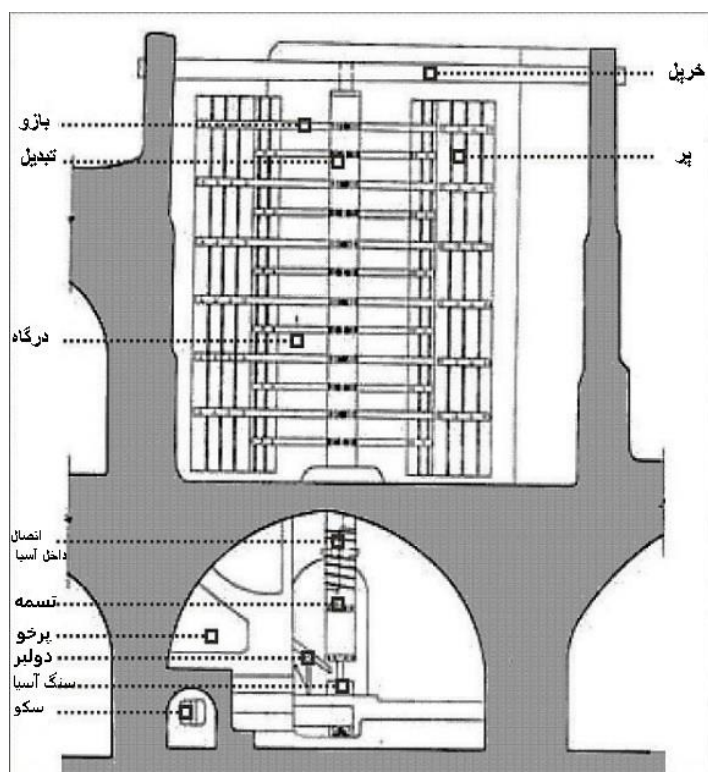 خرپل
بازو
تبدیل
پر
درگاه
اتصال
داخل آسیا
تسمه
پرخو
دولبر
سنگ آسیا
سکو